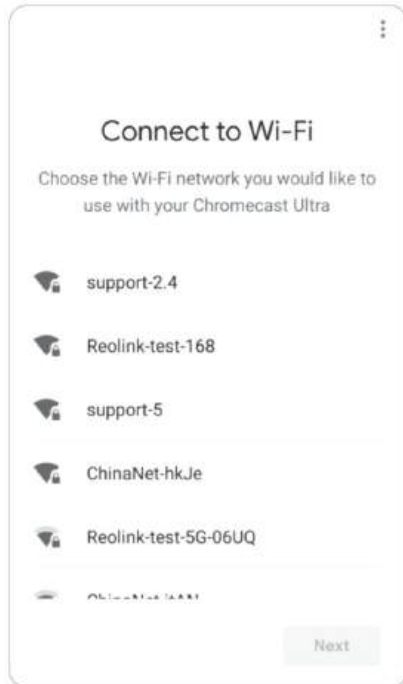 Connect to Wi-Fi
Choose the Wi-Fi network you would like to
use with your Chromecast Ultra
support-2.4
Reolink-test-168
support-5
ChinaNet-hkJe
Reolink-test-5G-06UQ
Next